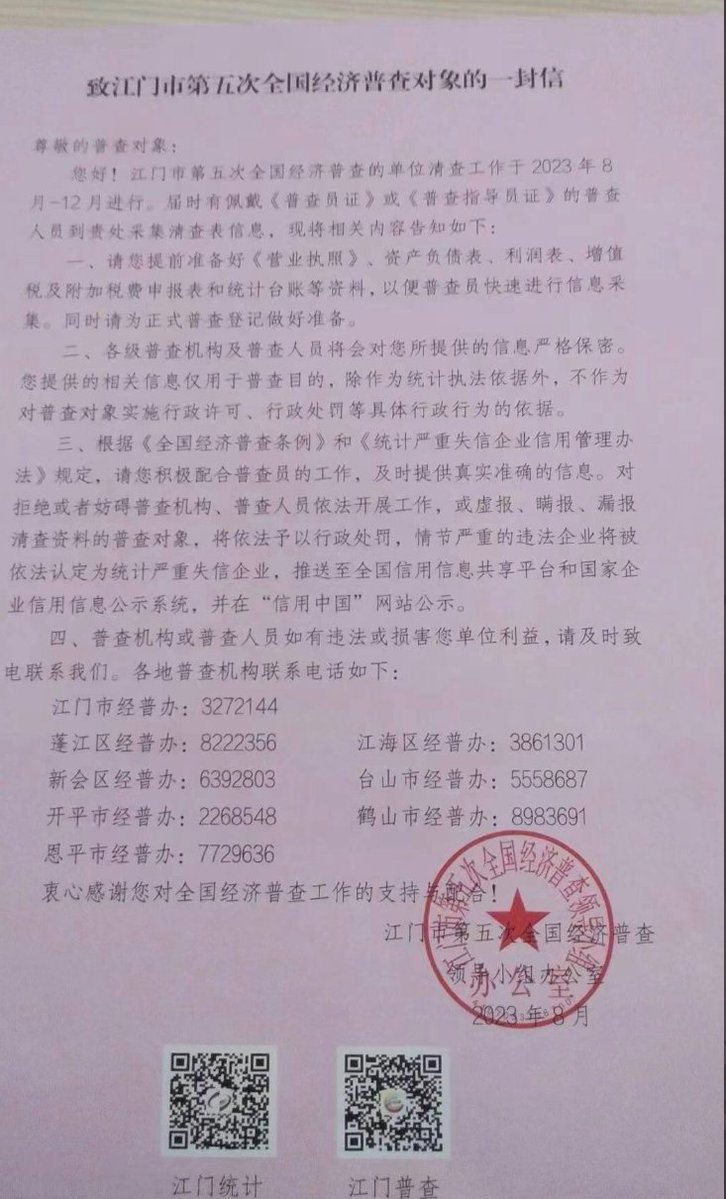 致江门市第五次全国经济普查对象的一封信
尊敬的普查对象：
您好！江门市第五次全国经济普查的单位清查工作于 2023 年 8
月-12 月进行。届时有佩戴《普查员证》或《普查指导员证》的普查
人员到贵处采集清查表信息，现将相关内容告知如下：
一、请您提前准备好《营业执照》、资产负债表、利润表、增值
税及附加税费申报表和统计台账等资料，以便普查员快速进行信息采
集。同时请为正式普查登记做好准备。
二、各级普查机构及普查人员将会对您所提供的信息严格保密。
您提供的相关信息仅用于普查目的，除作为统计执法依据外，不作为
对普查对象实施行政许可、行政处罚等具体行政行为的依据。
三、根据《全国经济普查条例》和《统计严重失信企业信用管理办
法》规定，请您积极配合普查员的工作，及时提供真实准确的信息。对
拒绝或者妨碍普查机构、普查人员依法开展工作，或虚报、瞒报、漏报
清查资料的普查对象，将依法予以行政处罚，情节严重的违法企业将被
依法认定为统计严重失信企业，推送至全国信用信息共享平台和国家企
业信用信息公示系统，并在“信用中国”网站公示。
四、普查机构或普查人员如有违法或损害您单位利益，请及时致
电联系我们。各地普查机构联系电话如下：
江门市经普办：3272144
蓬江区经普办：8222356 江海区经普办：3861301
新会区经普办：6392803 台山市经普办：5558687
开平市经普办：2268548 鹤山市经普办：8983691
恩平市经普办：7729636
衷心感谢您对全国经济普查工作的支持与配合！
江门市第五次全国经济普查
领导小组办公室
2023 年 8 月
江门市第五次全国经济普查领导小组
办公室
江门统计 江门普查